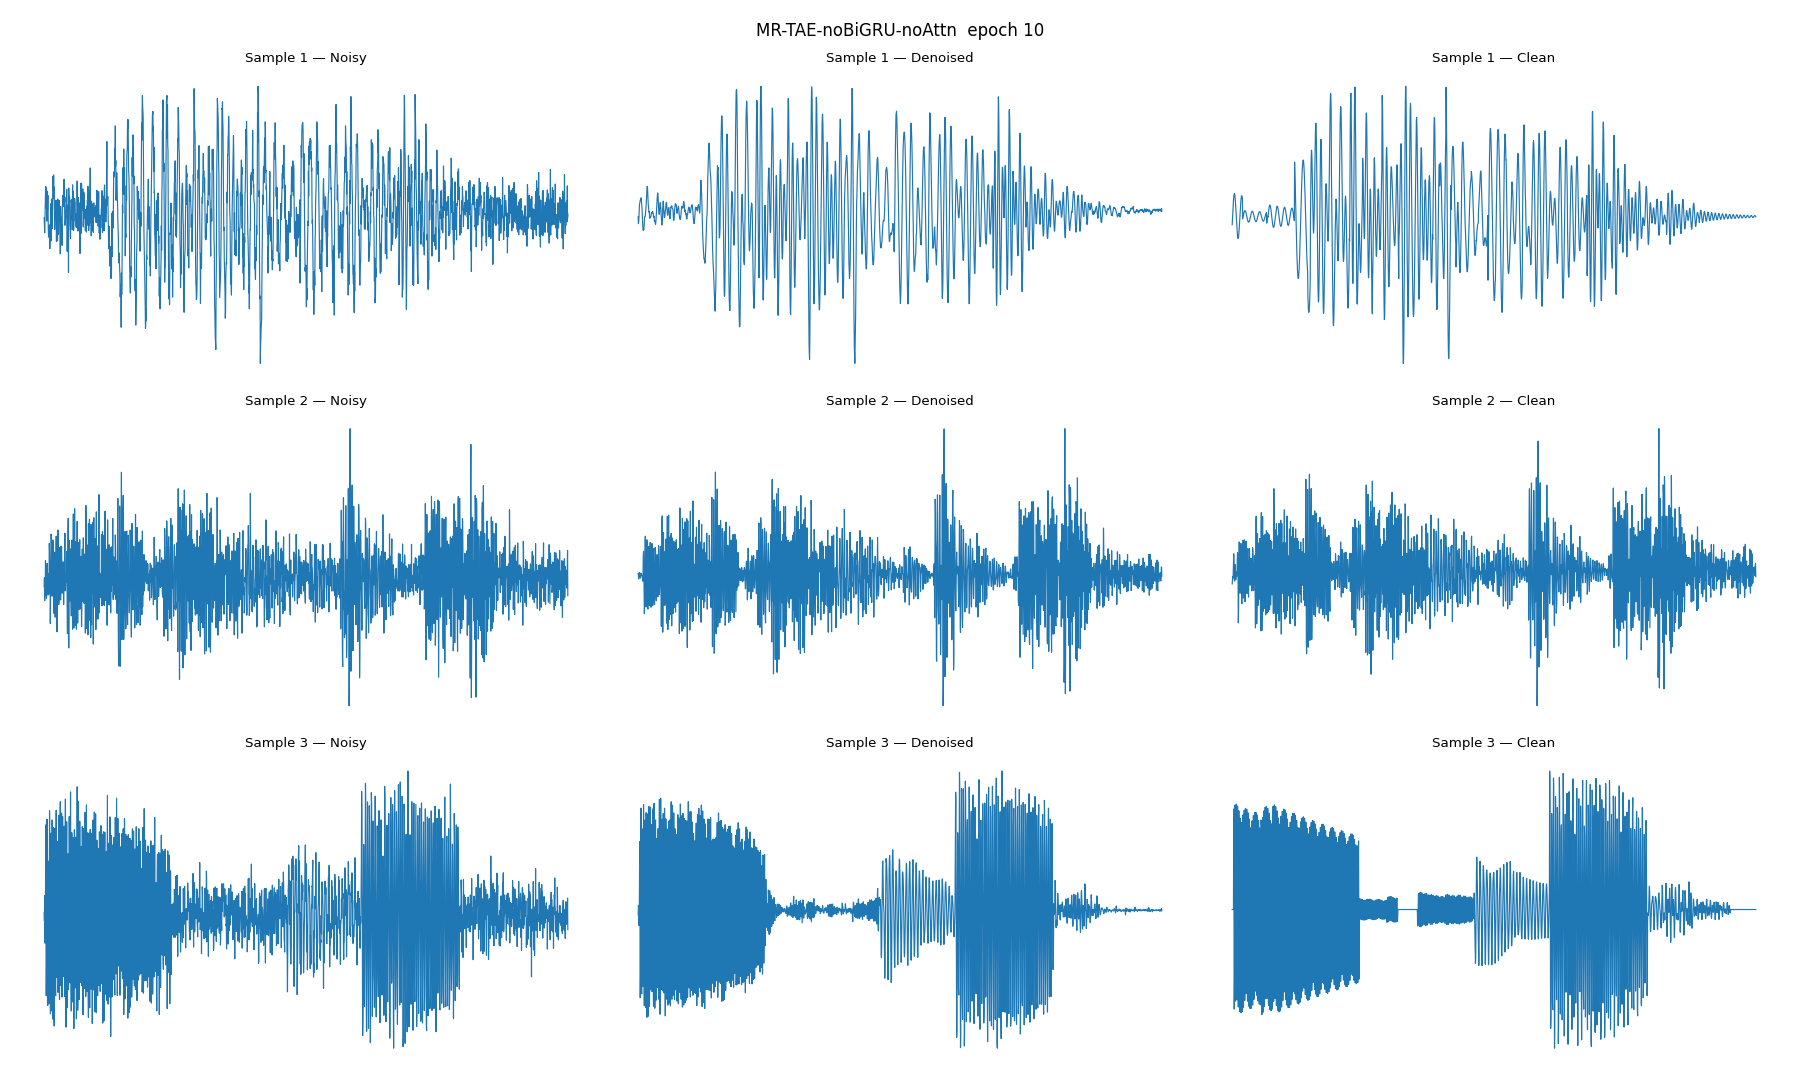 MR-TAE-noBiGRU-noAttn  epoch 10
Sample 1 — Noisy
Sample 1 — Denoised
Sample 1 — Clean
Sample 2 — Noisy
Sample 2 — Denoised
Sample 2 — Clean
Sample 3 — Noisy
Sample 3 — Denoised
Sample 3 — Clean